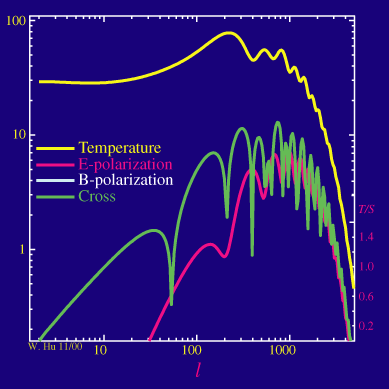 100
10
Temperature
E-polarization
B-polarization
Cross
T/S
1.4
1
1.0
0.6
0.2
W. Hu 11/00
10 100 1000
l